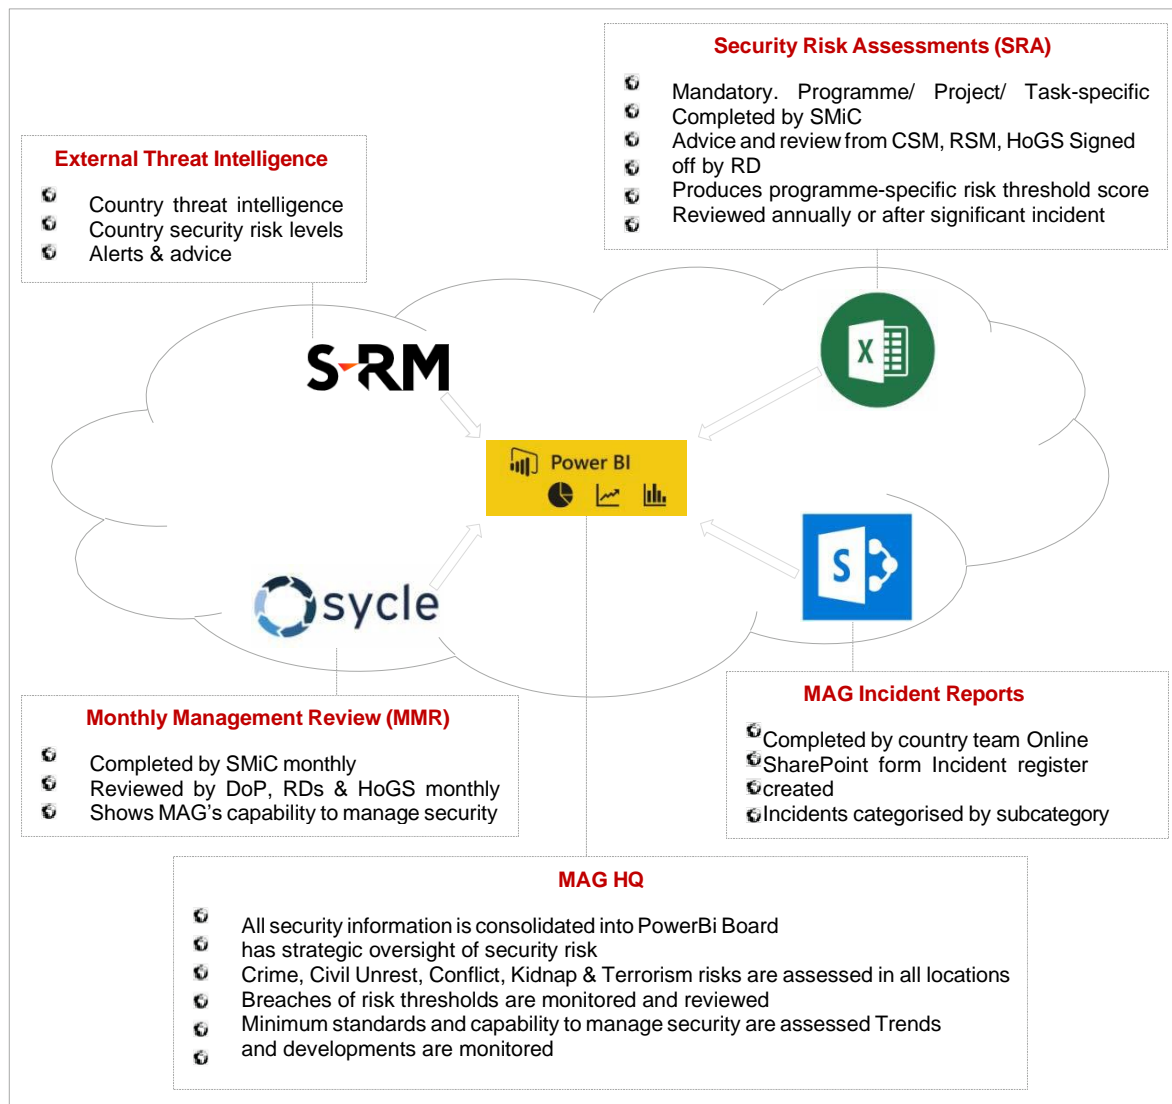 Security Risk Assessments (SRA)
Mandatory. Programme/ Project/ Task-specific
Completed by SMiC
Advice and review from CSM, RSM, HoGS Signed
off by RD
Produces programme-specific risk threshold score
Reviewed annually or after significant incident
External Threat Intelligence
Country threat intelligence
Country security risk levels
Alerts & advice
S-RM
X
Power BI
S
sycle
Monthly Management Review (MMR)
Completed by SMiC monthly
Reviewed by DoP, RDs & HoGS monthly
Shows MAG's capability to manage security
MAG Incident Reports
Completed by country team Online
SharePoint form Incident register
created
Incidents categorised by subcategory
MAG HQ
All security information is consolidated into PowerBi Board
has strategic oversight of security risk
Crime, Civil Unrest, Conflict, Kidnap & Terrorism risks are assessed in all locations
Breaches of risk thresholds are monitored and reviewed
Minimum standards and capability to manage security are assessed Trends
and developments are monitored